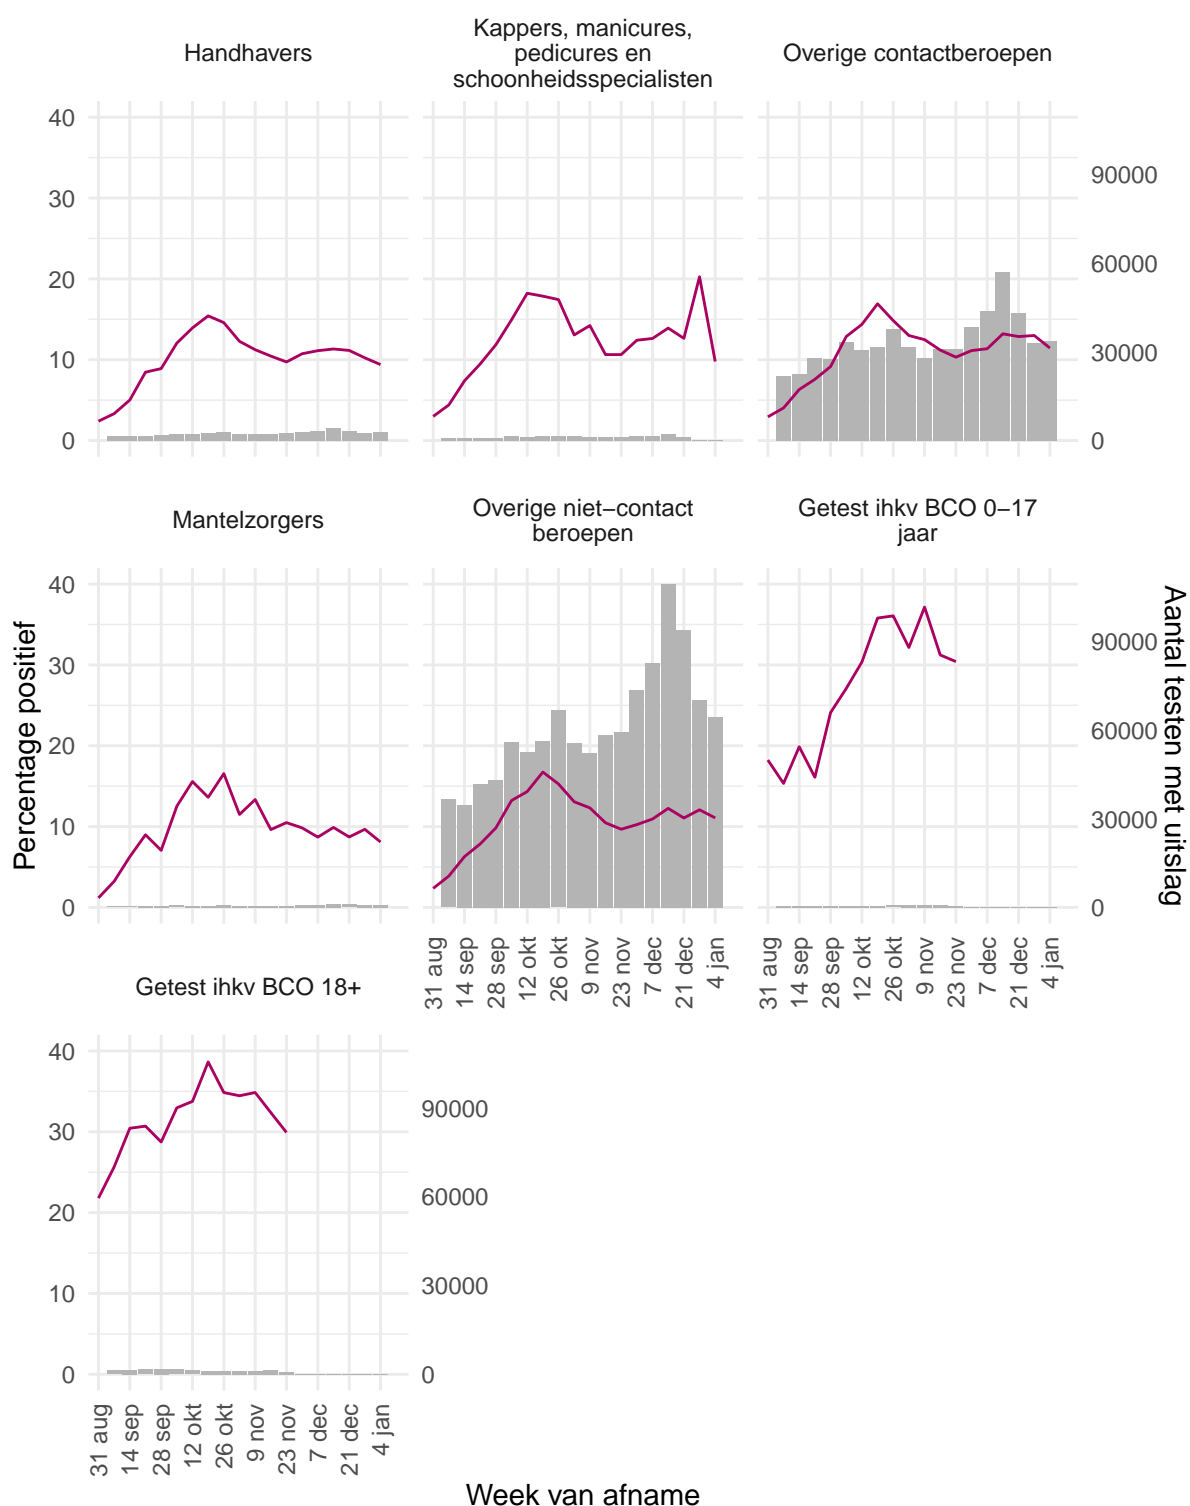 Handhavers
Kappers, manicures,
pedicures en
schoonheidsspecialisten
Overige contactberoepen
40
30
20
10
0
90000
60000
30000
0
Mantelzorgers
Overige niet−contact
beroepen
Getest ihkv BCO 0−17
jaar
40
30
20
10
0
90000
60000
30000
0
31 aug
14 sep
28 sep
12 okt
26 okt
9 nov
23 nov
7 dec
21 dec
4 jan
31 aug
14 sep
28 sep
12 okt
26 okt
9 nov
23 nov
7 dec
21 dec
4 jan
Getest ihkv BCO 18+
40
30
20
10
0
90000
60000
30000
0
31 aug
14 sep
28 sep
12 okt
26 okt
9 nov
23 nov
7 dec
21 dec
4 jan
Percentage positief
Aantal testen met uitslag
Week van afname